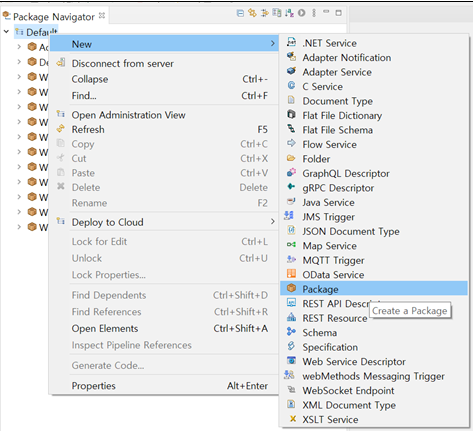 Package Navigator
Default
New
Disconnect from server
Collapse Ctrl+-
Find... Ctrl+F
Open Administration View
Refresh F5
Copy Ctrl+C
Cut Ctrl+X
Paste Ctrl+V
Delete Delete
Rename F2
Deploy to Cloud
Lock for Edit Ctrl+L
Unlock Ctrl+U
Lock Properties...
Find Dependents Ctrl+Shift+D
Find References Ctrl+Shift+R
Open Elements Ctrl+Shift+A
Inspect Pipeline References
Generate Code...
Properties Alt+Enter
.NET Service
Adapter Notification
Adapter Service
C Service
Document Type
Flat File Dictionary
Flat File Schema
Flow Service
Folder
GraphQL Descriptor
gRPC Descriptor
Java Service
JMS Trigger
JSON Document Type
Map Service
MQTT Trigger
OData Service
Package
REST API Descript
Create a Package
REST Resource
Schema
Specification
Web Service Descriptor
webMethods Messaging Trigger
WebSocket Endpoint
XML Document Type
XSLT Service